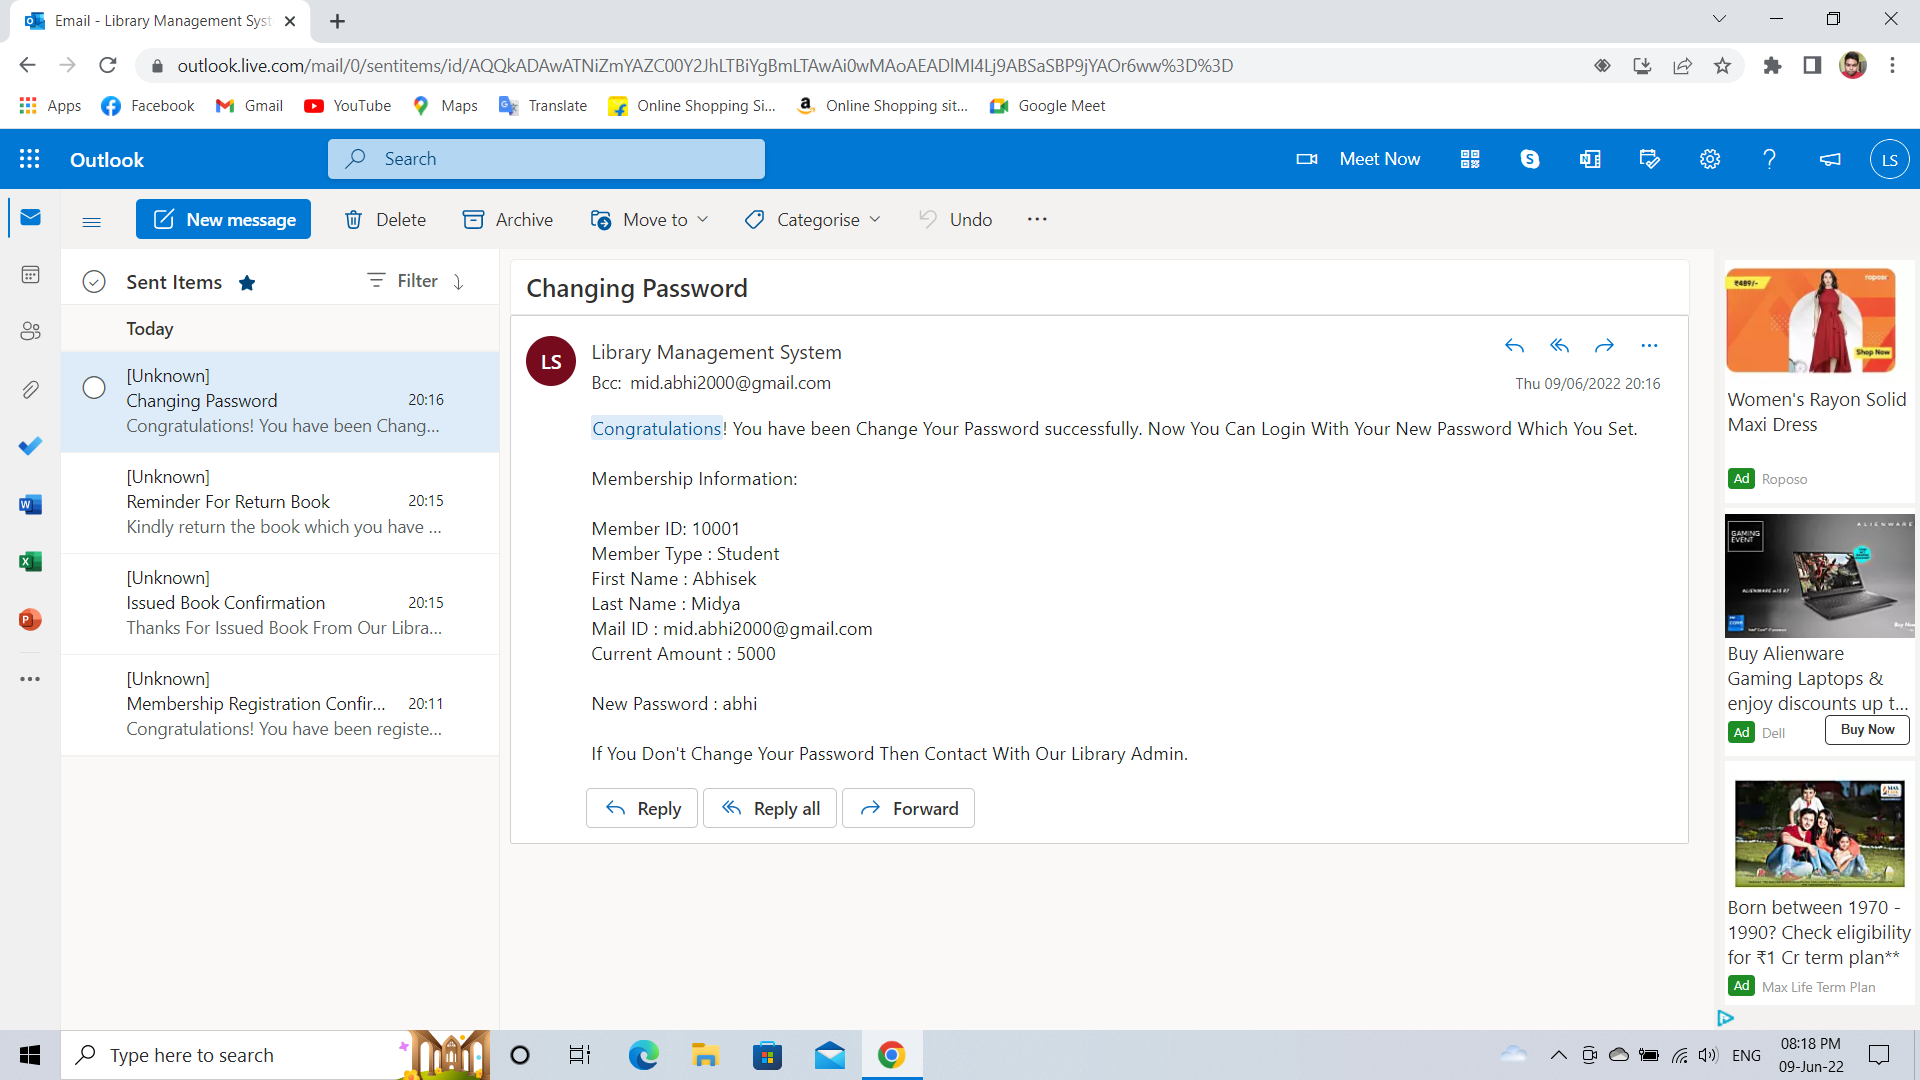 Email - Library Management Syst
outlook.live.com/mail/0/sentitems/id/AQQkADAwATNiZmYAZC00Y2JhLTBiYgBmLTAwAi0wMAoAEADlMI4Lj9ABSaSBP9jYAOr6ww%3D%3D
Apps
Facebook
Gmail
YouTube
Maps
Translate
Online Shopping Si...
Online Shopping sit...
Google Meet
Outlook
Search
Meet Now
LS
New message
Delete
Archive
Move to
Categorise
Undo
Sent Items
Filter
Today
[Unknown]
Changing Password 20:16
Congratulations! You have been Chang...
[Unknown]
Reminder For Return Book 20:15
Kindly return the book which you have ...
[Unknown]
Issued Book Confirmation 20:15
Thanks For Issued Book From Our Libra...
[Unknown]
Membership Registration Confir... 20:11
Congratulations! You have been registe...
Changing Password
LS
Library Management System
Bcc: mid.abhi2000@gmail.com
Thu 09/06/2022 20:16
Congratulations! You have been Change Your Password successfully. Now You Can Login With Your New Password Which You Set.
Membership Information:
Member ID: 10001
Member Type : Student
First Name : Abhisek
Last Name : Midya
Mail ID : mid.abhi2000@gmail.com
Current Amount : 5000
New Password : abhi
If You Don't Change Your Password Then Contact With Our Library Admin.
Reply
Reply all
Forward
₹489/-
roposo
Shop Now
Women's Rayon Solid
Maxi Dress
Ad Roposo
GAMING
EVENT
ALIENWARE
Buy Alienware
Gaming Laptops &
enjoy discounts up t...
Ad Dell
Buy Now
Born between 1970 -
1990? Check eligibility
for ₹1 Cr term plan**
Ad Max Life Term Plan
Type here to search
ENG
08:18 PM
09-Jun-22